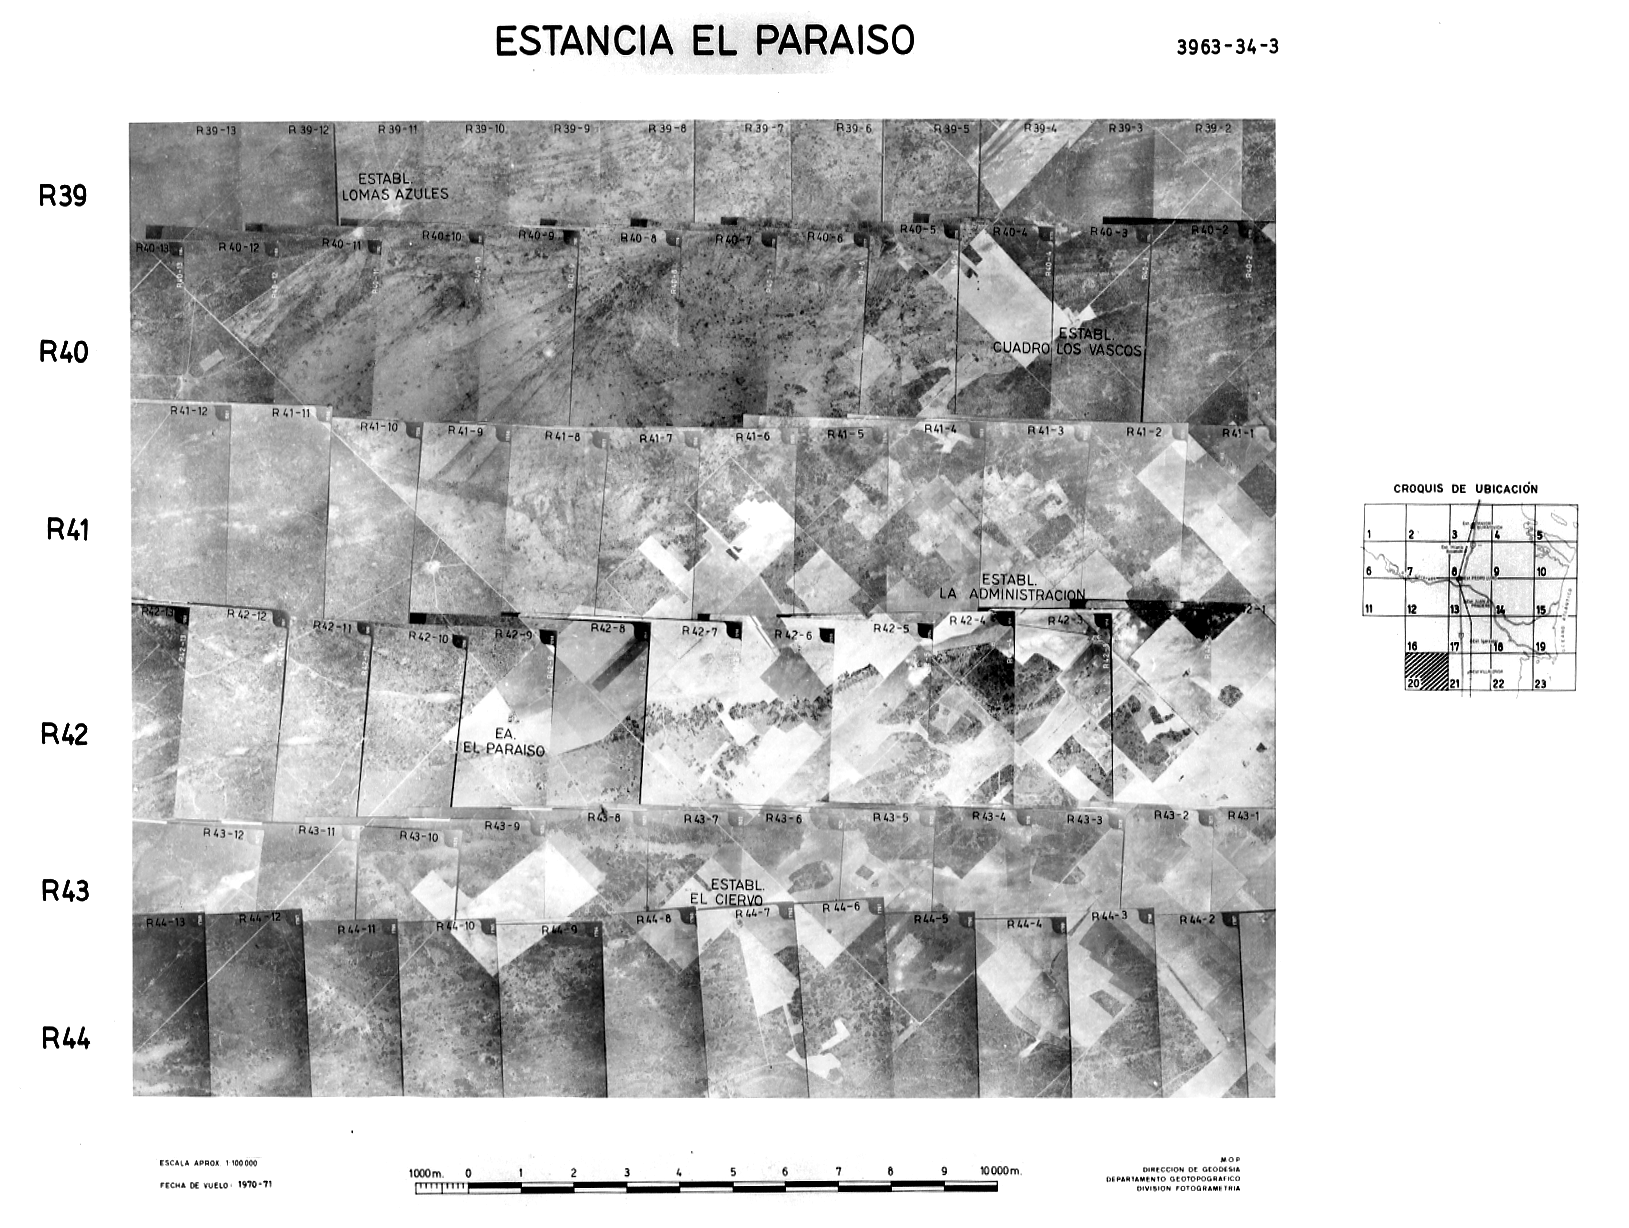 ESTANCIA EL PARAISO
3963-34-3
R39
R39-13 R39-12 R39-11 R39-10 R39-9 R39-8 R39-7 R39-6 R39-5 R39-4 R39-3 R39-2
ESTABL.
LOMAS AZULES
R40
R40-13 R40-12 R40-11 R40-10 R40-9 R40-8 R40-7 R40-6 R40-5 R40-4 R40-3 R40-2
ESTABL.
CUADRO LOS VASCOS
R41
R41-12 R41-11 R41-10 R41-9 R41-8 R41-7 R41-6 R41-5 R41-4 R41-3 R41-2 R41-1
ESTABL.
LA ADMINISTRACION
R42
R42-13 R42-12 R42-11 R42-10 R42-9 R42-8 R42-7 R42-6 R42-5 R42-4 R42-3 2-1
EA.
EL PARAISO
R43
R43-12 R43-11 R43-10 R43-9 R43-8 R43-7 R43-6 R43-5 R43-4 R43-3 R43-2 R43-1
ESTABL.
EL CIERVO
R44
R44-13 R44-12 R44-11 R44-10 R44-9 R44-8 R44-7 R44-6 R44-5 R44-4 R44-3 R44-2
CROQUIS DE UBICACIÓN
1 2 3 4 5
6 7 8 9 10
11 12 13 14 15
16 17 18 19
20 21 22 23
OCEANO ATLANTICO
ESCALA APROX. 1:100000
FECHA DE VUELO: 1970-71
1000m. 0 1 2 3 4 5 6 7 8 9 10000m.
M.O.P.
DIRECCION DE GEODESIA
DEPARTAMENTO GEOTOPOGRAFICO
DIVISION FOTOGRAMETRIA